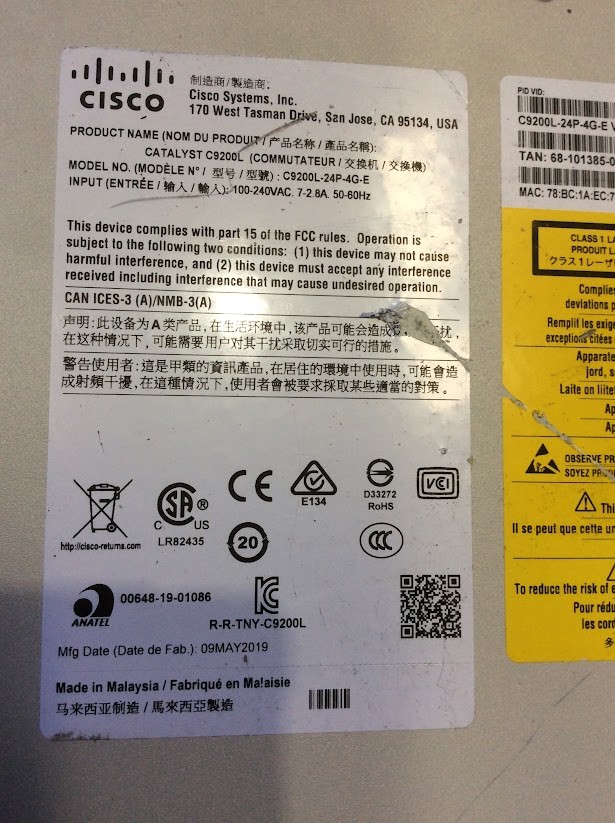 CISCO
制造商/製造商:
Cisco Systems, Inc.
170 West Tasman Drive, San Jose, CA 95134, USA
PRODUCT NAME (NOM DU PRODUIT / 产品名称 / 產品名稱):
CATALYST C9200L (COMMUTATEUR / 交换机 / 交換機)
MODEL NO. (MODÈLE N° / 型号 / 型號) : C9200L-24P-4G-E
INPUT (ENTRÉE / 输入 / 輸入): 100-240VAC. 7-2.8A. 50-60Hz
This device complies with part 15 of the FCC rules. Operation is
subject to the following two conditions: (1) this device may not cause
harmful interference, and (2) this device must accept any interference
received including interference that may cause undesired operation.
CAN ICES-3 (A)/NMB-3(A)
声明: 此设备为A类产品, 在生活环境中, 该产品可能会造成 扰,
在这种情况下, 可能需要用户对其干扰采取切实可行的措施。
警告使用者: 這是甲類的資訊產品, 在居住的環境中使用時, 可能會造
成射頻干擾, 在這種情況下, 使用者會被要求採取某些適當的對策。
http://cisco-returns.com
C SA ® US
LR82435
CE
E134
D33272
RoHS
VCI
20
CCC
ANATEL
00648-19-01086
R-R-TNY-C9200L
Mfg Date (Date de Fab.): 09MAY2019
Made in Malaysia / Fabriqué en Malaisie
马来西亚制造 / 馬來西亞製造
PID VID:
C9200L-24P-4G-E V
TAN: 68-101385-0
MAC: 78:BC:1A:EC:7
CLASS 1 LA
PRODUIT LA
クラス1レーザ
Complies
deviations p
Remplit les exige
exceptions citées
Apparate
jord, s
Laite on liite
Ap
Ap
OBSERVE PR
SOYEZ PR
Thi
Il se peut que cette un
To reduce the risk of e
Pour rédu
les cord
多